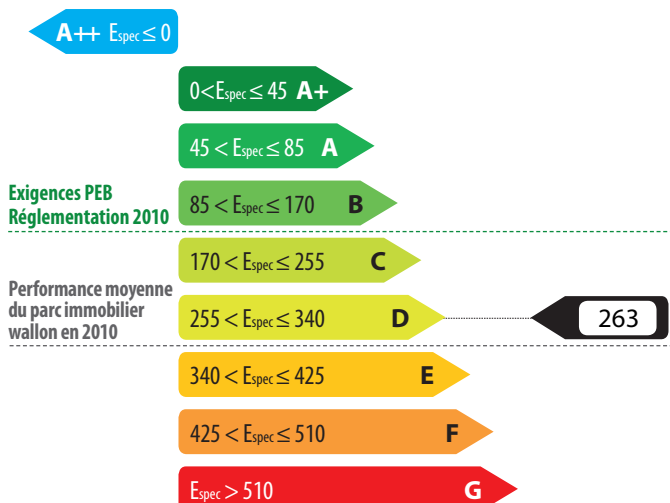 A++ Espec ≤ 0
0<Espec ≤ 45 A+
45 < Espec ≤ 85 A
Exigences PEB
Réglementation 2010
85 < Espec ≤ 170 B
170 < Espec ≤ 255 C
Performance moyenne
du parc immobilier
wallon en 2010
255 < Espec ≤ 340 D
263
340 < Espec ≤ 425 E
425 < Espec ≤ 510 F
Espec > 510 G